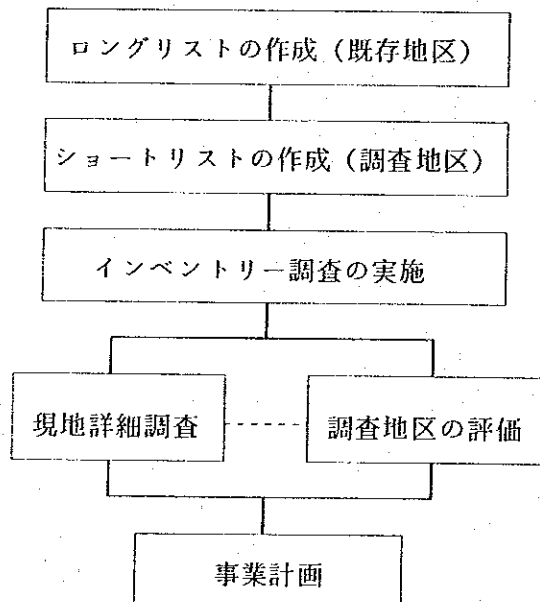 ロングリストの作成（既存地区）
ショートリストの作成（調査地区）
インベントリー調査の実施
現地詳細調査
調査地区の評価
事業計画